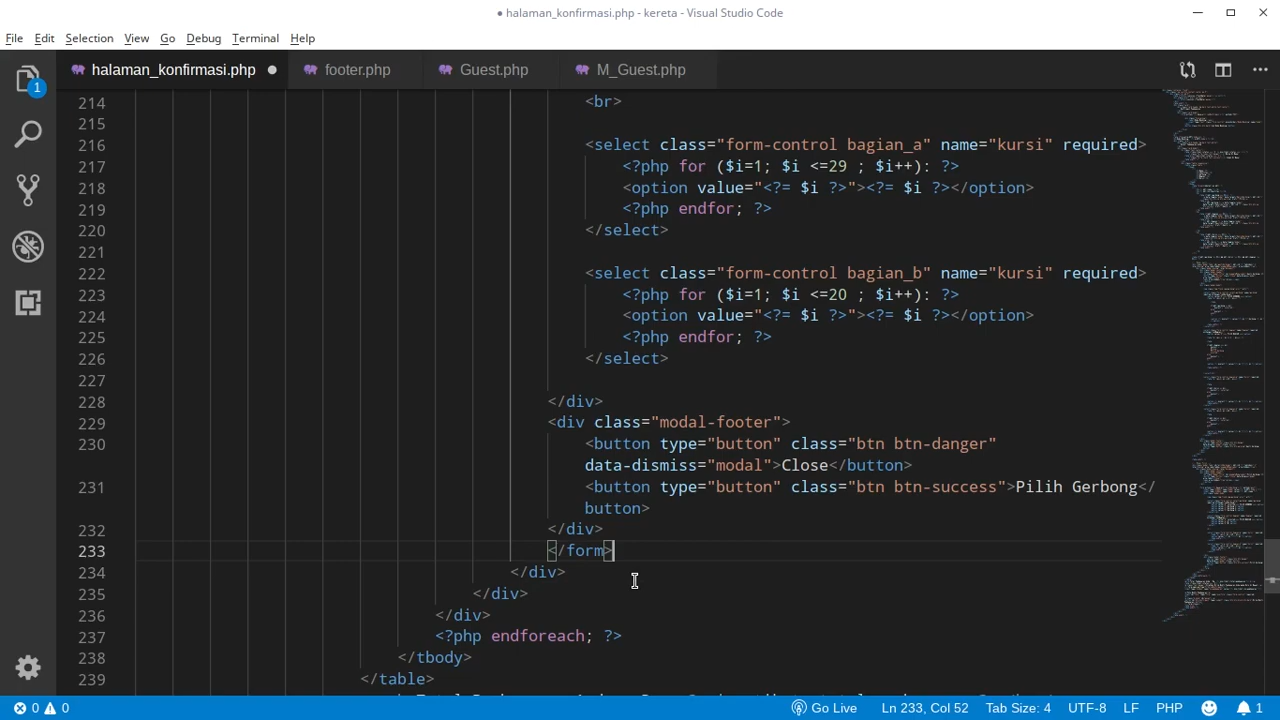 ● halaman_konfirmasi.php - kereta - Visual Studio Code
File Edit Selection View Go Debug Terminal Help
halaman_konfirmasi.php ● footer.php Guest.php M_Guest.php
1
214 <br>
215
216 <select class="form-control bagian_a" name="kursi" required>
217 <?php for ($i=1; $i <=29 ; $i++): ?>
218 <option value="<?= $i ?>"><?= $i ?></option>
219 <?php endfor; ?>
220 </select>
221
222 <select class="form-control bagian_b" name="kursi" required>
223 <?php for ($i=1; $i <=20 ; $i++): ?>
224 <option value="<?= $i ?>"><?= $i ?></option>
225 <?php endfor; ?>
226 </select>
227
228 </div>
229 <div class="modal-footer">
230 <button type="button" class="btn btn-danger"
data-dismiss="modal">Close</button>
231 <button type="button" class="btn btn-success">Pilih Gerbong</
button>
232 </div>
233 </form>
234 </div>
235 </div>
236 </div>
237 <?php endforeach; ?>
238 </tbody>
239 </table>
0 0 Go Live Ln 233, Col 52 Tab Size: 4 UTF-8 LF PHP 1